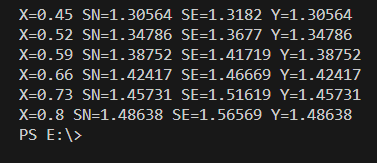 X=0.45 SN=1.30564 SE=1.3182 Y=1.30564
X=0.52 SN=1.34786 SE=1.3677 Y=1.34786
X=0.59 SN=1.38752 SE=1.41719 Y=1.38752
X=0.66 SN=1.42417 SE=1.46669 Y=1.42417
X=0.73 SN=1.45731 SE=1.51619 Y=1.45731
X=0.8 SN=1.48638 SE=1.56569 Y=1.48638
PS E:\>